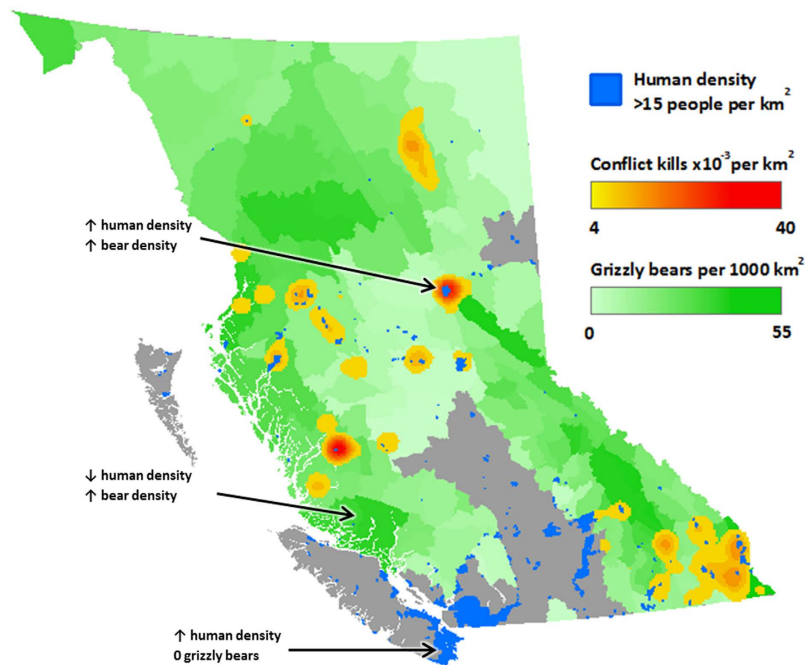 Human density
>15 people per km²
Conflict kills x10⁻³ per km²
4 40
Grizzly bears per 1000 km²
0 55
↑ human density
↑ bear density
↓ human density
↑ bear density
↑ human density
0 grizzly bears